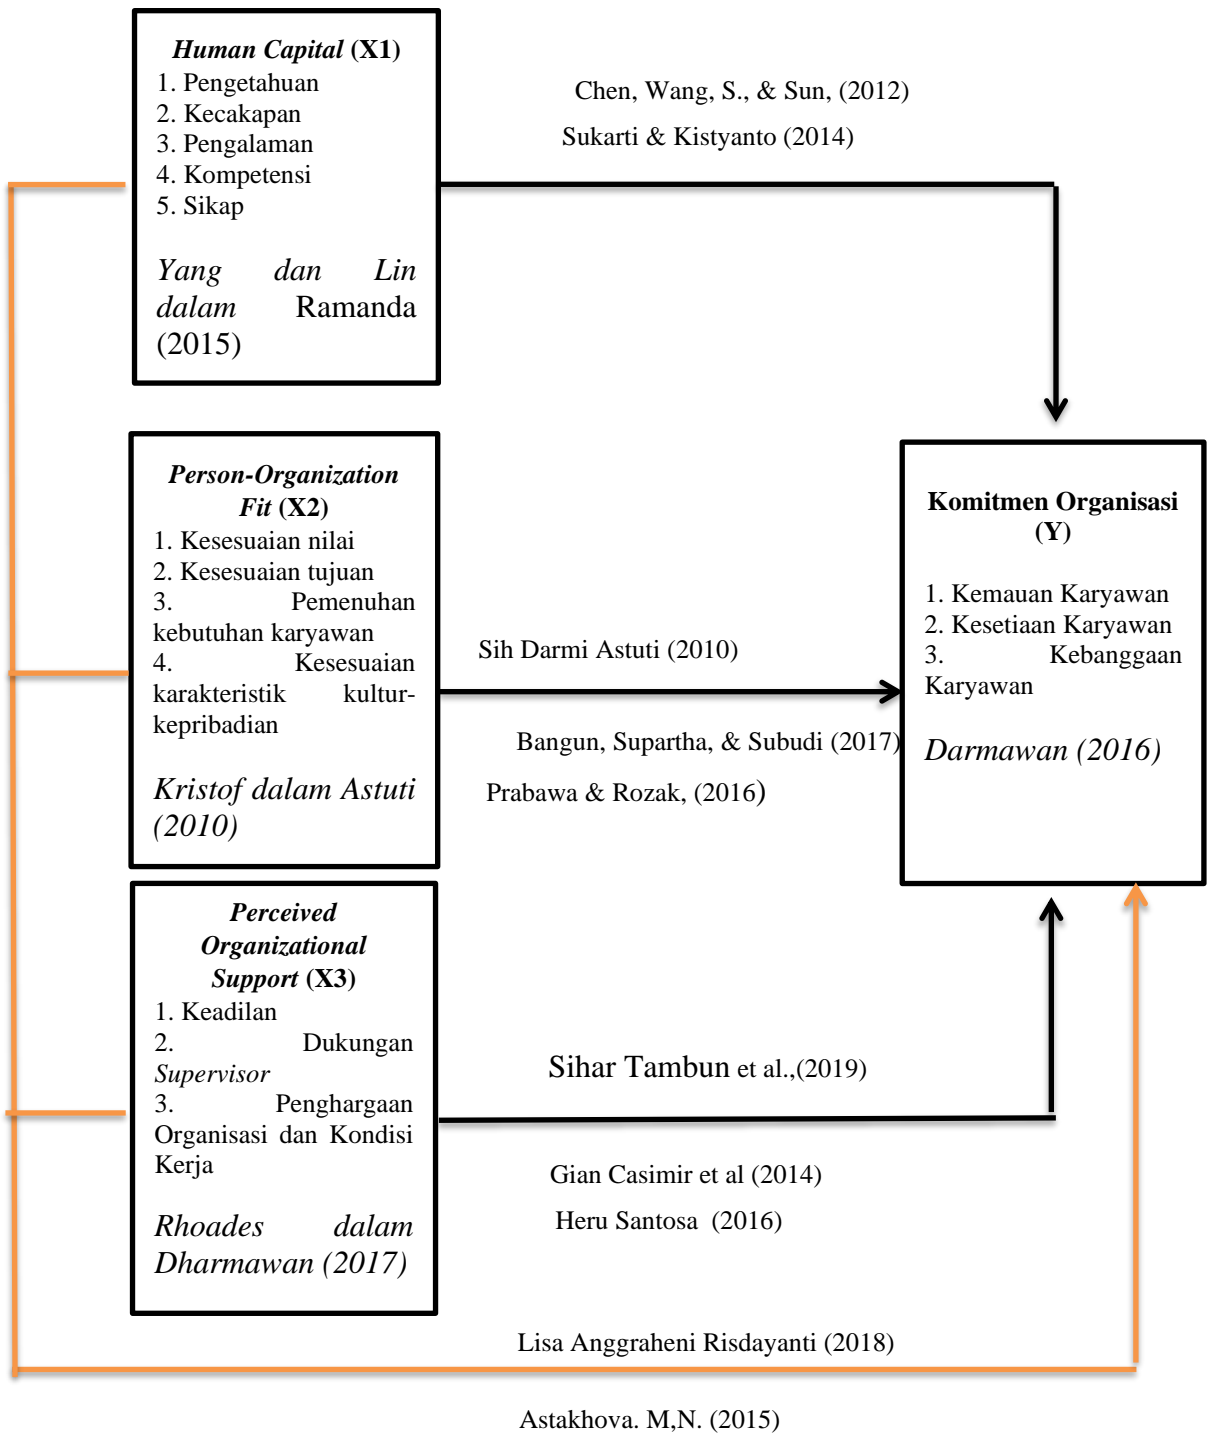 Human Capital (X1)
1. Pengetahuan
2. Kecakapan
3. Pengalaman
4. Kompetensi
5. Sikap
Yang dan Lin
dalam Ramanda
(2015)
Chen, Wang, S., & Sun, (2012)
Sukarti & Kistyanto (2014)
Person-Organization
Fit (X2)
1. Kesesuaian nilai
2. Kesesuaian tujuan
3. Pemenuhan
kebutuhan karyawan
4. Kesesuaian
karakteristik kultur-
kepribadian
Kristof dalam Astuti
(2010)
Sih Darmi Astuti (2010)
Bangun, Supartha, & Subudi (2017)
Prabawa & Rozak, (2016)
Komitmen Organisasi
(Y)
1. Kemauan Karyawan
2. Kesetiaan Karyawan
3. Kebanggaan
Karyawan
Darmawan (2016)
Perceived
Organizational
Support (X3)
1. Keadilan
2. Dukungan
Supervisor
3. Penghargaan
Organisasi dan Kondisi
Kerja
Rhoades dalam
Dharmawan (2017)
Sihar Tambun et al.,(2019)
Gian Casimir et al (2014)
Heru Santosa (2016)
Lisa Anggraheni Risdayanti (2018)
Astakhova. M,N. (2015)